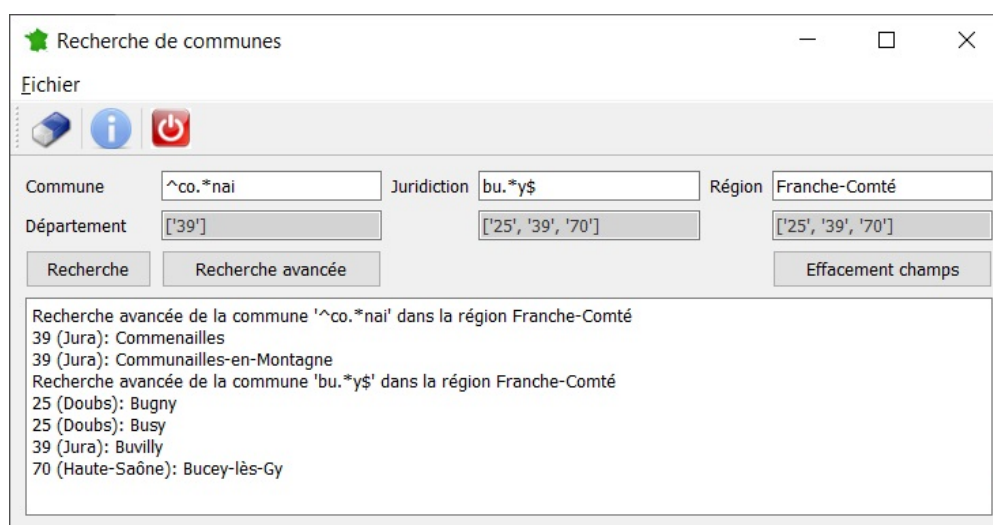 Recherche de communes
Fichier
Commune ^co.*nai Juridiction bu.*y$ Région Franche-Comté
Département ['39'] ['25', '39', '70'] ['25', '39', '70']
Recherche Recherche avancée Effacement champs
Recherche avancée de la commune '^co.*nai' dans la région Franche-Comté
39 (Jura): Commenailles
39 (Jura): Communailles-en-Montagne
Recherche avancée de la commune 'bu.*y$' dans la région Franche-Comté
25 (Doubs): Bugny
25 (Doubs): Busy
39 (Jura): Buvilly
70 (Haute-Saône): Bucey-lès-Gy